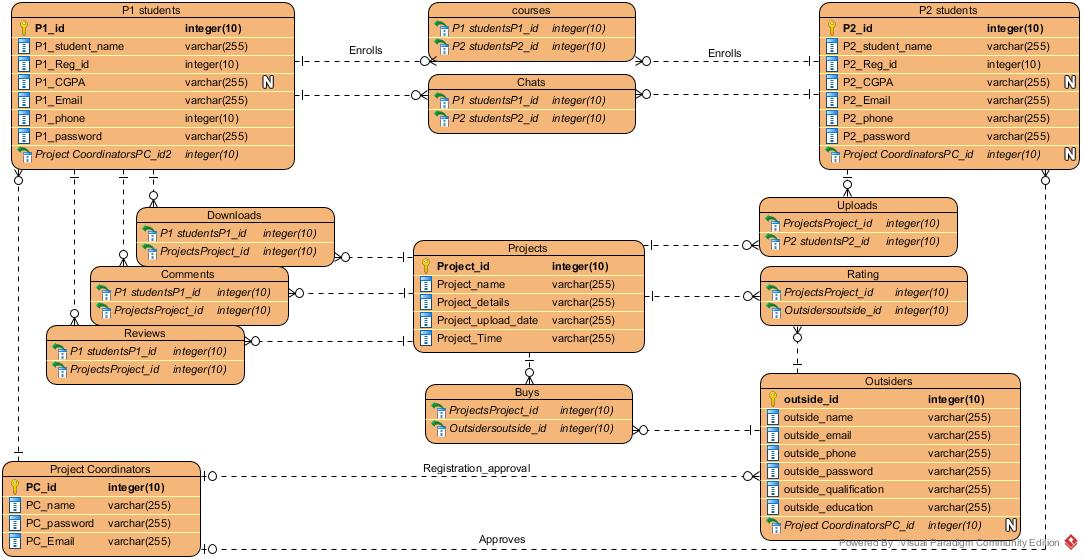 P1 students
P1_id integer(10)
P1_student_name varchar(255)
P1_Reg_id integer(10)
P1_CGPA varchar(255) N
P1_Email varchar(255)
P1_phone integer(10)
P1_password varchar(255)
Project CoordinatorsPC_id2 integer(10)
courses
P1 studentsP1_id integer(10)
P2 studentsP2_id integer(10)
Chats
P1 studentsP1_id integer(10)
P2 studentsP2_id integer(10)
P2 students
P2_id integer(10)
P2_student_name varchar(255)
P2_Reg_id integer(10)
P2_CGPA varchar(255) N
P2_Email varchar(255)
P2_phone varchar(255)
P2_password varchar(255)
Project CoordinatorsPC_id integer(10) N
Enrolls
Enrolls
Downloads
P1 studentsP1_id integer(10)
ProjectsProject_id integer(10)
Comments
P1 studentsP1_id integer(10)
ProjectsProject_id integer(10)
Reviews
P1 studentsP1_id integer(10)
ProjectsProject_id integer(10)
Projects
Project_id integer(10)
Project_name varchar(255)
Project_details varchar(255)
Project_upload_date varchar(255)
Project_Time varchar(255)
Uploads
ProjectsProject_id integer(10)
P2 studentsP2_id integer(10)
Rating
ProjectsProject_id integer(10)
Outsidersoutside_id integer(10)
Buys
ProjectsProject_id integer(10)
Outsidersoutside_id integer(10)
Outsiders
outside_id integer(10)
outside_name varchar(255)
outside_email varchar(255)
outside_phone varchar(255)
outside_password varchar(255)
outside_qualification varchar(255)
outside_education varchar(255)
Project CoordinatorsPC_id integer(10) N
Project Coordinators
PC_id integer(10)
PC_name varchar(255)
PC_password varchar(255)
PC_Email varchar(255)
Registration_approval
Approves
Powered By Visual Paradigm Community Edition